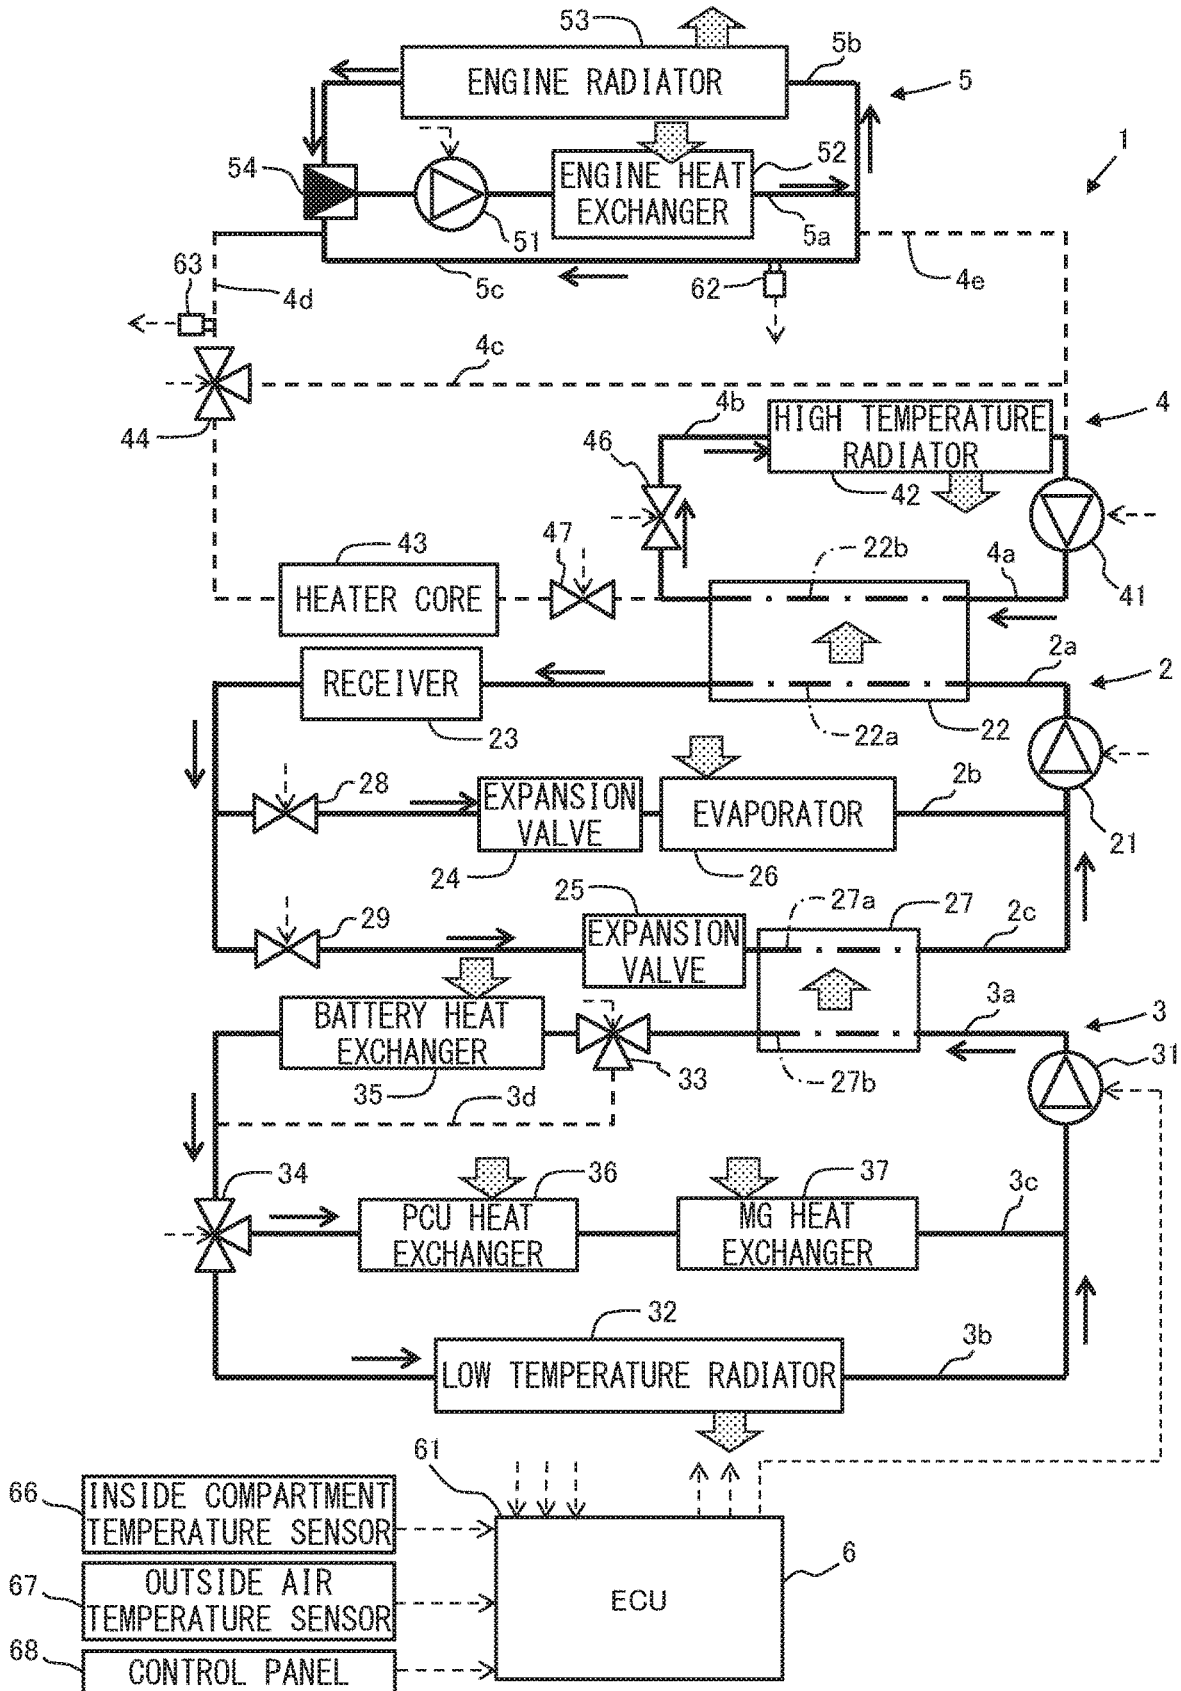 53
5b
ENGINE RADIATOR
5
1
54
52
ENGINE HEAT
EXCHANGER
51
5a
63
4d
5c
62
4e
4c
44
4b
HIGH TEMPERATURE
RADIATOR
4
46
42
43
47
22b
4a
HEATER CORE
41
2a
RECEIVER
2
23
22a
22
28
EXPANSION
VALVE
EVAPORATOR
2b
24
26
21
25
27a
27
29
EXPANSION
VALVE
2c
BATTERY HEAT
EXCHANGER
3a
3
31
35
33
27b
3d
34
36
37
PCU HEAT
EXCHANGER
MG HEAT
EXCHANGER
3c
32
LOW TEMPERATURE RADIATOR
3b
61
66
INSIDE COMPARTMENT
TEMPERATURE SENSOR
6
67
OUTSIDE AIR
TEMPERATURE SENSOR
ECU
68
CONTROL PANEL